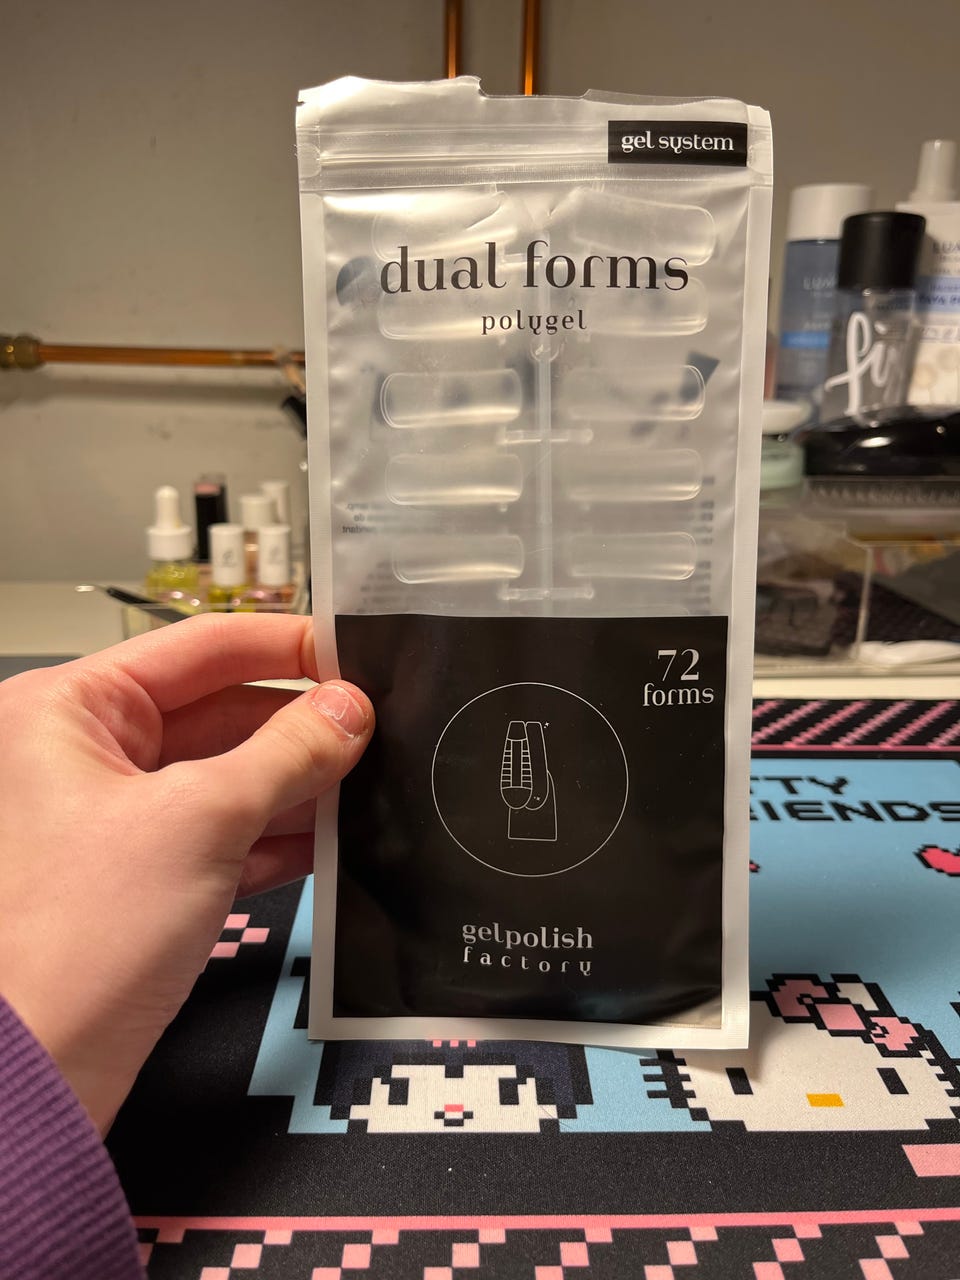 gel system
dual forms
polygel
72
forms
gelpolish
factory